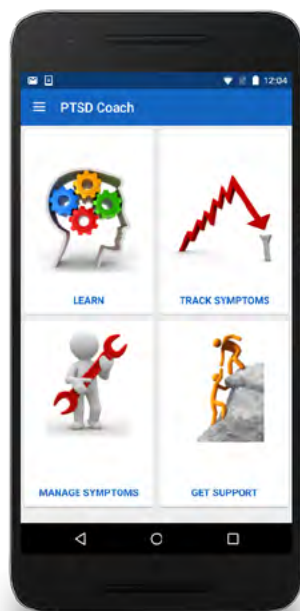 12:04
PTSD Coach
LEARN
TRACK SYMPTOMS
MANAGE SYMPTOMS
GET SUPPORT